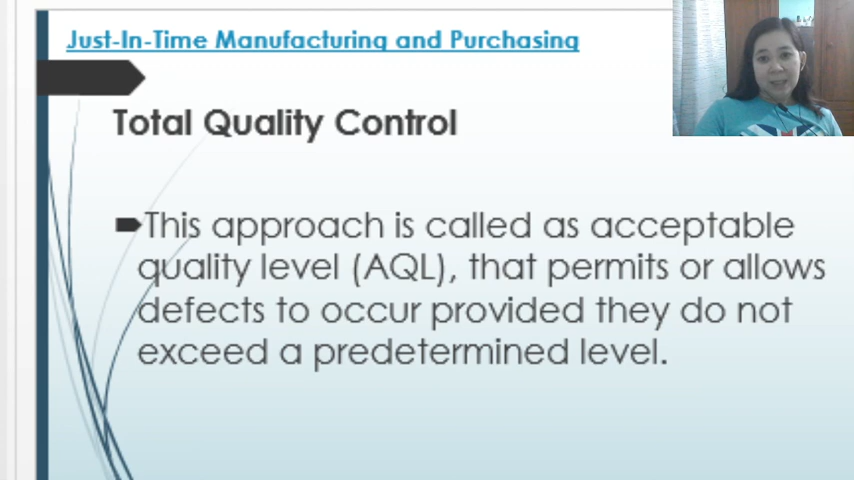 Just-In-Time Manufacturing and Purchasing
Total Quality Control
This approach is called as acceptable
quality level (AQL), that permits or allows
defects to occur provided they do not
exceed a predetermined level.